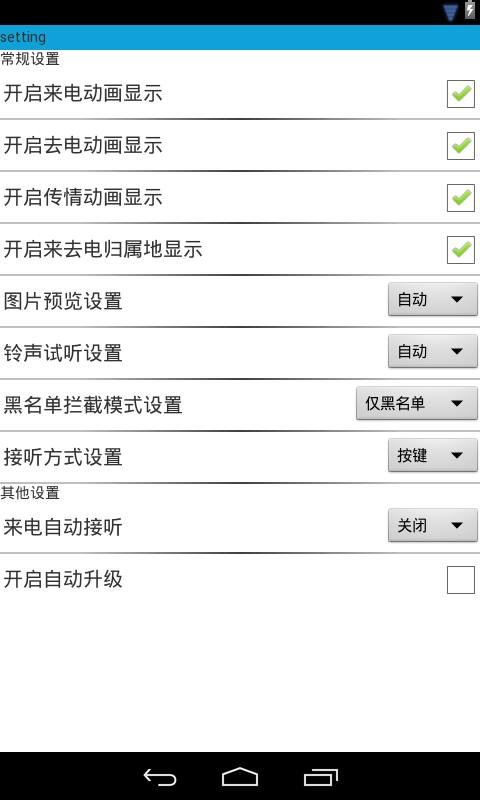 setting
常规设置
开启来电动画显示
开启去电动画显示
开启传情动画显示
开启来去电归属地显示
图片预览设置 自动
铃声试听设置 自动
黑名单拦截模式设置 仅黑名单
接听方式设置 按键
其他设置
来电自动接听 关闭
开启自动升级